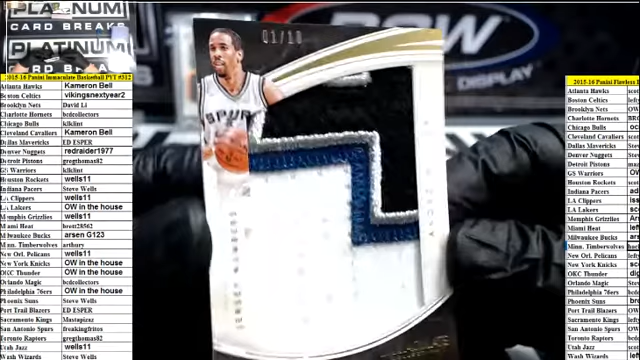 PLATINUM
CARD BREAKS
PLATINUM
CARD BREAKS
2015-16 Panini Immaculate Basketball PYT #312
Atlanta Hawks Kameron Bell
Boston Celtics vikingsnextyear2
Brooklyn Nets David Li
Charlotte Hornets bcdcollectors
Chicago Bulls klklint
Cleveland Cavaliers Kameron Bell
Dallas Mavericks ED ESPER
Denver Nuggets redraider1977
Detroit Pistons gregthomas82
GS Warriors klklint
Houston Rockets wells11
Indiana Pacers Steve Wells
LA Clippers wells11
LA Lakers OW in the house
Memphis Grizzlies wells11
Miami Heat brott28562
Milwaukee Bucks arsen G123
Minn. Timberwolves arthury
New Orl. Pelicans wells11
New York Knicks OW in the house
OKC Thunder OW in the house
Orlando Magic bcdcollectors
Philadelphia 76ers OW in the house
Phoenix Suns Steve Wells
Port Trail Blazers ED ESPER
Sacramento Kings Mastapizaz
San Antonio Spurs freakingfritos
Toronto Raptors gregthomas82
Utah Jazz wells11
Wash Wizards Steve Wells
01/10
SPURS
JERSEY NUMBERS
DISPLAY
2015-16 Panini Flawless
Atlanta Hawks
Boston Celtics
Brooklyn Nets
Charlotte Hornets
Chicago Bulls
Cleveland Cavaliers
Dallas Mavericks
Denver Nuggets
Detroit Pistons
GS Warriors
Houston Rockets
Indiana Pacers
LA Clippers
LA Lakers
Memphis Grizzlies
Miami Heat
Milwaukee Bucks
Minn. Timberwolves
New Orl. Pelicans
New York Knicks
OKC Thunder
Orlando Magic
Philadelphia 76ers
Phoenix Suns
Port Trail Blazers
Sacramento Kings
San Antonio Spurs
Toronto Raptors
Utah Jazz
Wash Wizards